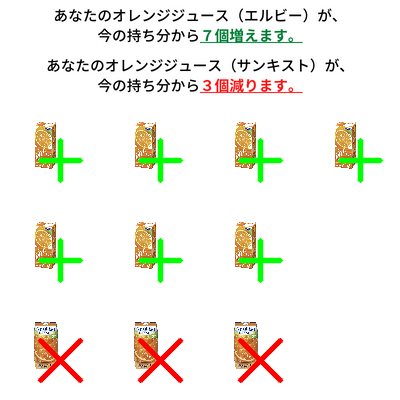 あなたのオレンジジュース（エルビー）が、
今の持ち分から７個増えます。
あなたのオレンジジュース（サンキスト）が、
今の持ち分から３個減ります。